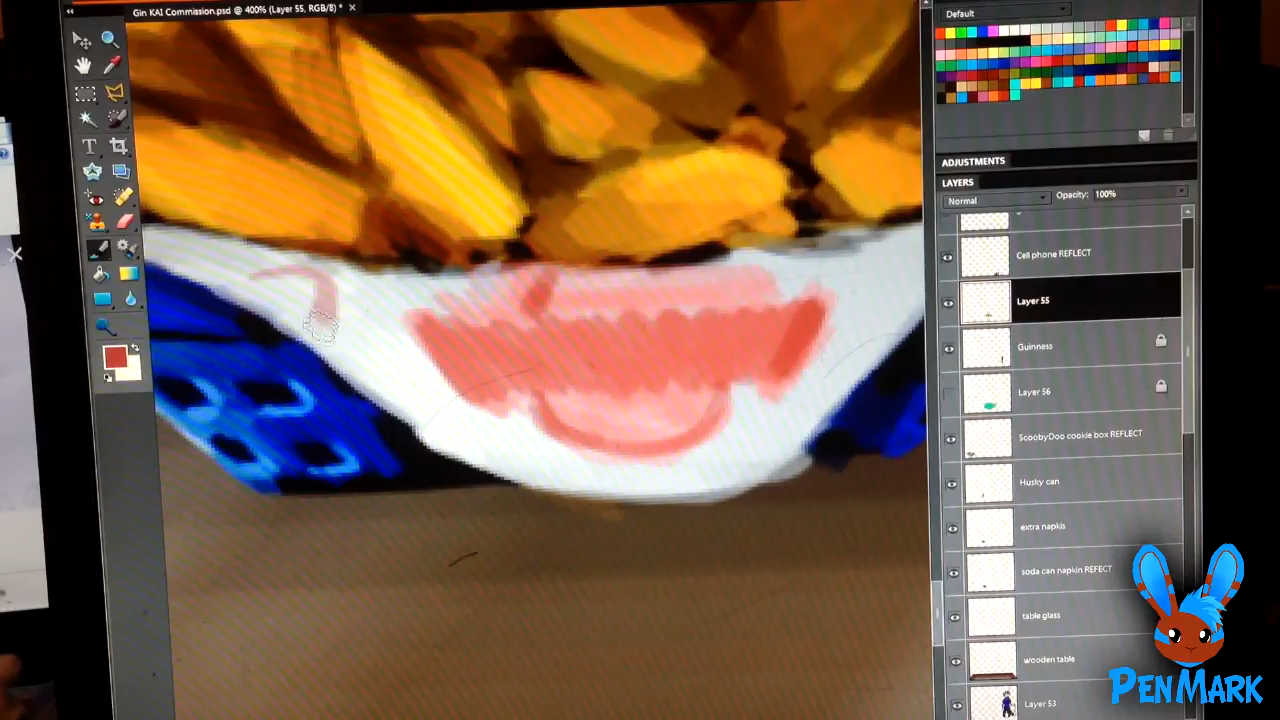 Gin KAI Commission.psd @ 400% (Layer 55, RGB/8) *
Default
ADJUSTMENTS
LAYERS
Normal
Opacity: 100%
Cell phone REFLECT
Layer 55
Guinness
Layer 56
ScoobyDoo cookie box REFLECT
Husky can
extra napkis
soda can napkin REFECT
table glass
wooden table
Layer 53
PENMARK